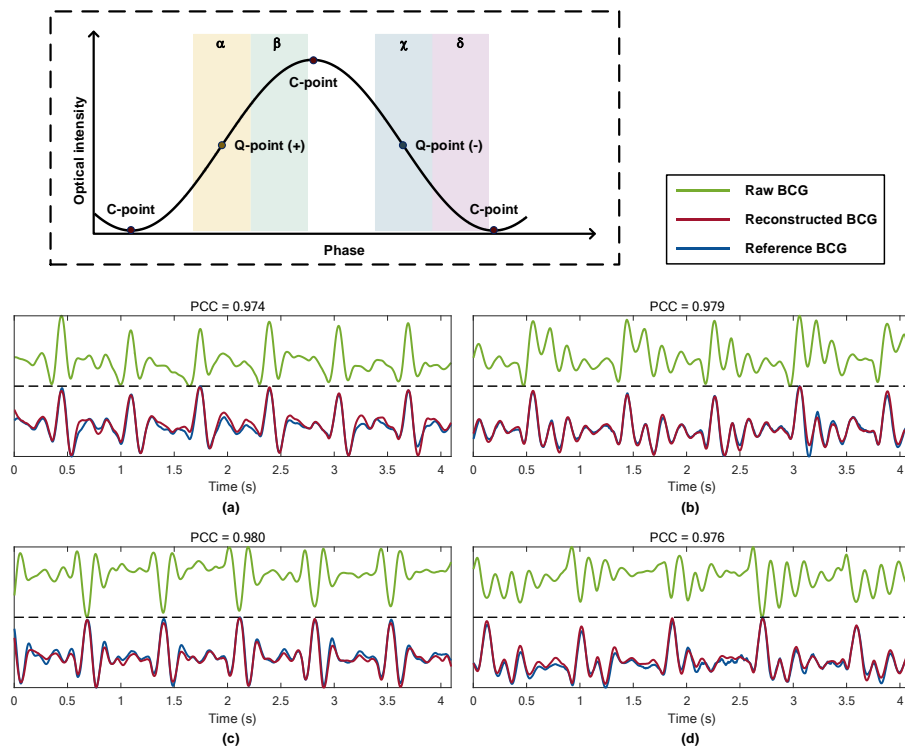 α β χ δ
C-point
Optical intensity
Q-point (+) Q-point (-)
C-point C-point
Phase
Raw BCG
Reconstructed BCG
Reference BCG
PCC = 0.974
0 0.5 1 1.5 2 2.5 3 3.5 4
Time (s)
(a)
PCC = 0.979
0 0.5 1 1.5 2 2.5 3 3.5 4
Time (s)
(b)
PCC = 0.980
0 0.5 1 1.5 2 2.5 3 3.5 4
Time (s)
(c)
PCC = 0.976
0 0.5 1 1.5 2 2.5 3 3.5 4
Time (s)
(d)